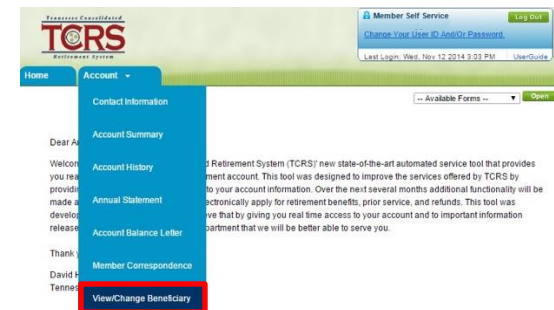 Tennessee Consolidated
TCRS
Retirement System
Member Self Service
Log Out
Change Your User ID And/Or Password.
Last Login: Wed, Nov 12 2014 3:03 PM
UserGuide
Home
Account
-- Available Forms --
Open
Contact Information
Account Summary
Account History
Annual Statement
Account Balance Letter
Member Correspondence
View/Change Beneficiary
Dear A
Welcon d Retirement System (TCRS)' new state-of-the-art automated service tool that provides
you rea ment account. This tool was designed to improve the services offered by TCRS by
providin to your account information. Over the next several months additional functionality will be
made a ectronically apply for retirement benefits, prior service, and refunds. This tool was
develop eve that by giving you real time access to your account and to important information
release partment that we will be better able to serve you.
Thank y
David H
Tennes